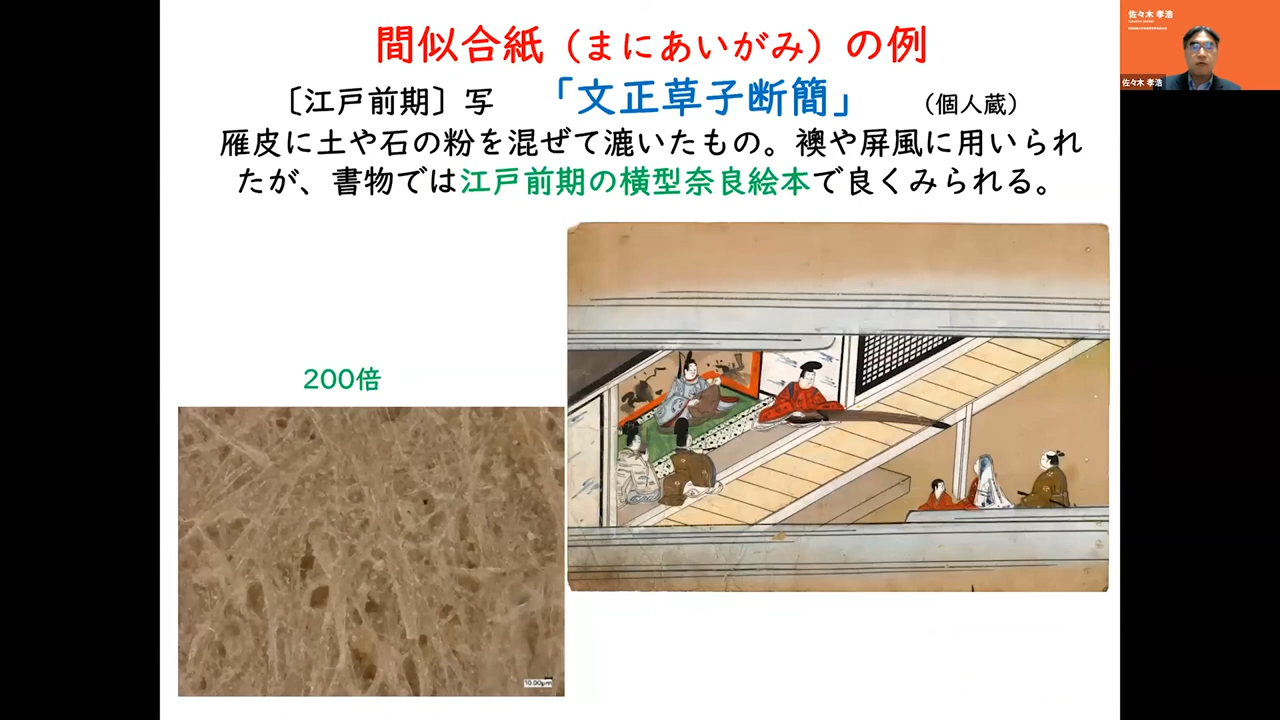 間似合紙（まにあいがみ）の例
〔江戸前期〕写 「文正草子断簡」 （個人蔵）
雁皮に土や石の粉を混ぜて漉いたもの。襖や屏風に用いられ
たが、書物では江戸前期の横型奈良絵本で良くみられる。
200倍
10.00μm
佐々木 孝浩
佐々木 孝浩